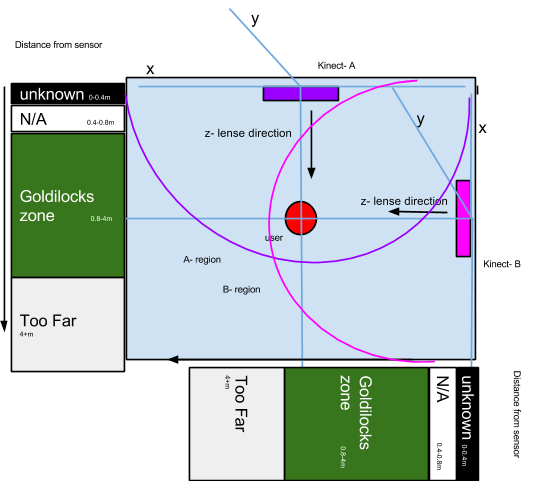 y
Distance from sensor
x
Kinect- A
unknown 0-0.4m
N/A 0.4-0.8m
Goldilocks
zone 0.8-4m
Too Far
4+m
z- lense direction
y
x
z- lense direction
user
A- region
B- region
Kinect- B
Too Far
4+m
Goldilocks
zone
0.8-4m
N/A
0.4-0.8m
unknown 0-0.4m
Distance from sensor